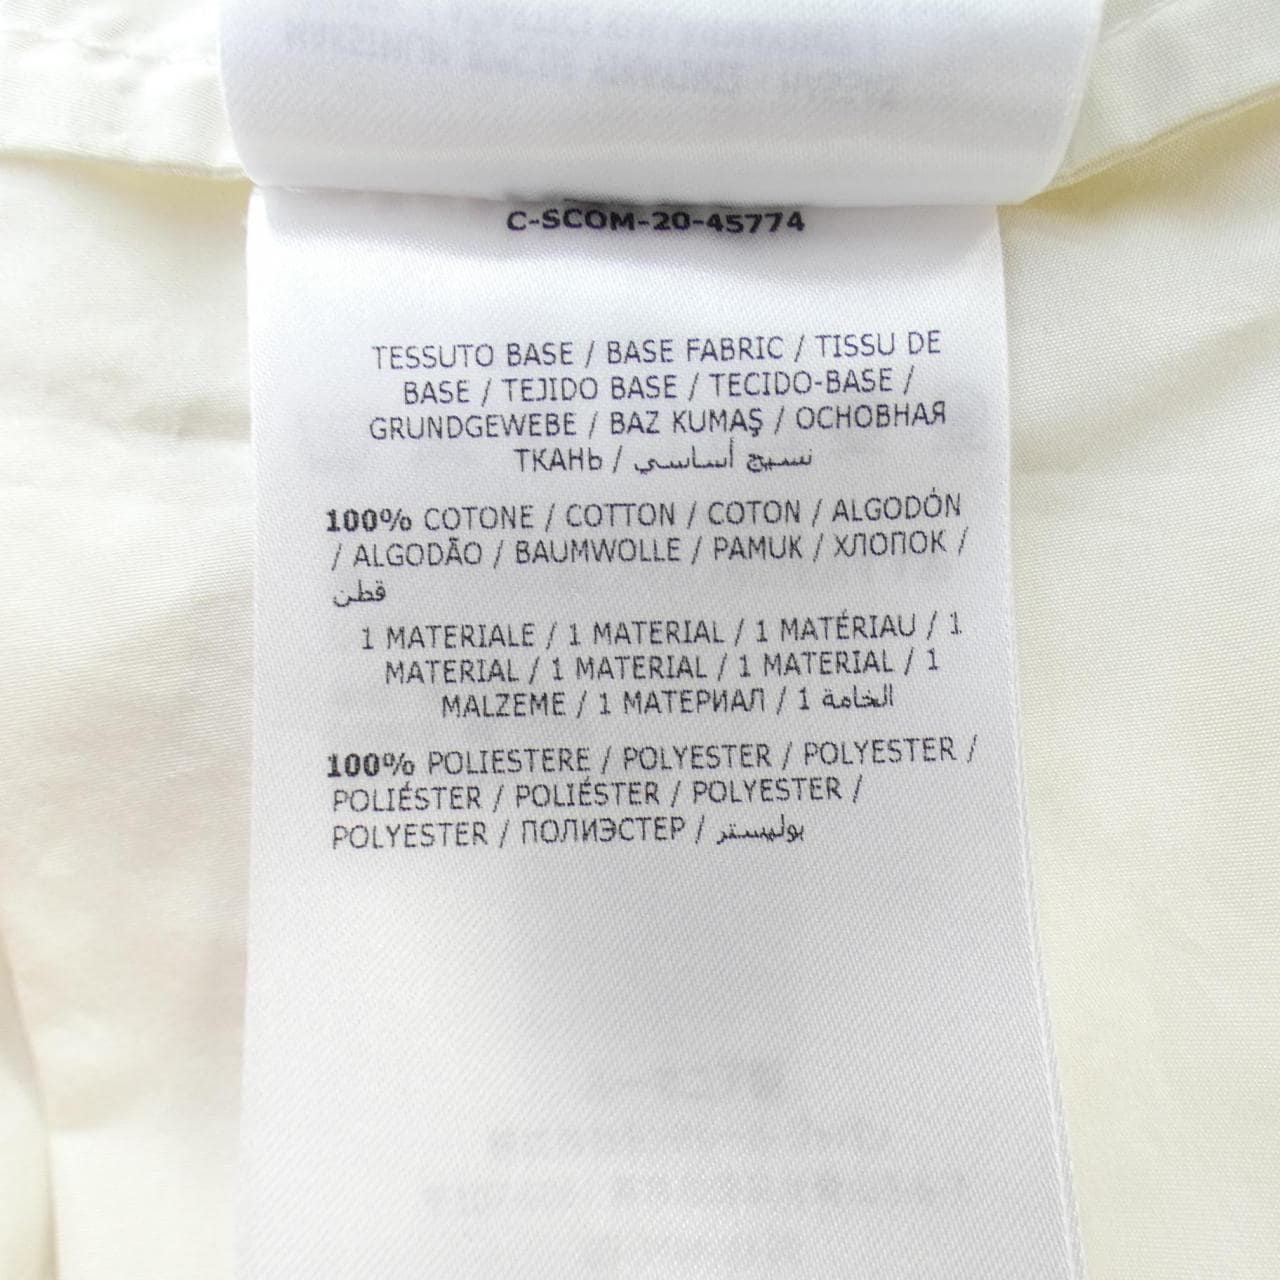 C-SCOM-20-45774
TESSUTO BASE / BASE FABRIC / TISSU DE
BASE / TEJIDO BASE / TECIDO-BASE /
GRUNDGEWEBE / BAZ KUMAŞ / ОСНОВНАЯ
ТКАНЬ / نسيج أساسي
100% COTONE / COTTON / COTON / ALGODÓN
/ ALGODÃO / BAUMWOLLE / PAMUK / ХЛОПОК /
قطن
1 MATERIALE / 1 MATERIAL / 1 MATÉRIAU / 1
MATERIAL / 1 MATERIAL / 1 MATERIAL / 1
MALZEME / 1 МАТЕРИАЛ / 1 الخامة
100% POLIESTERE / POLYESTER / POLYESTER /
POLIÉSTER / POLIÉSTER / POLYESTER /
POLYESTER / ПОЛИЭСТЕР / بوليستر